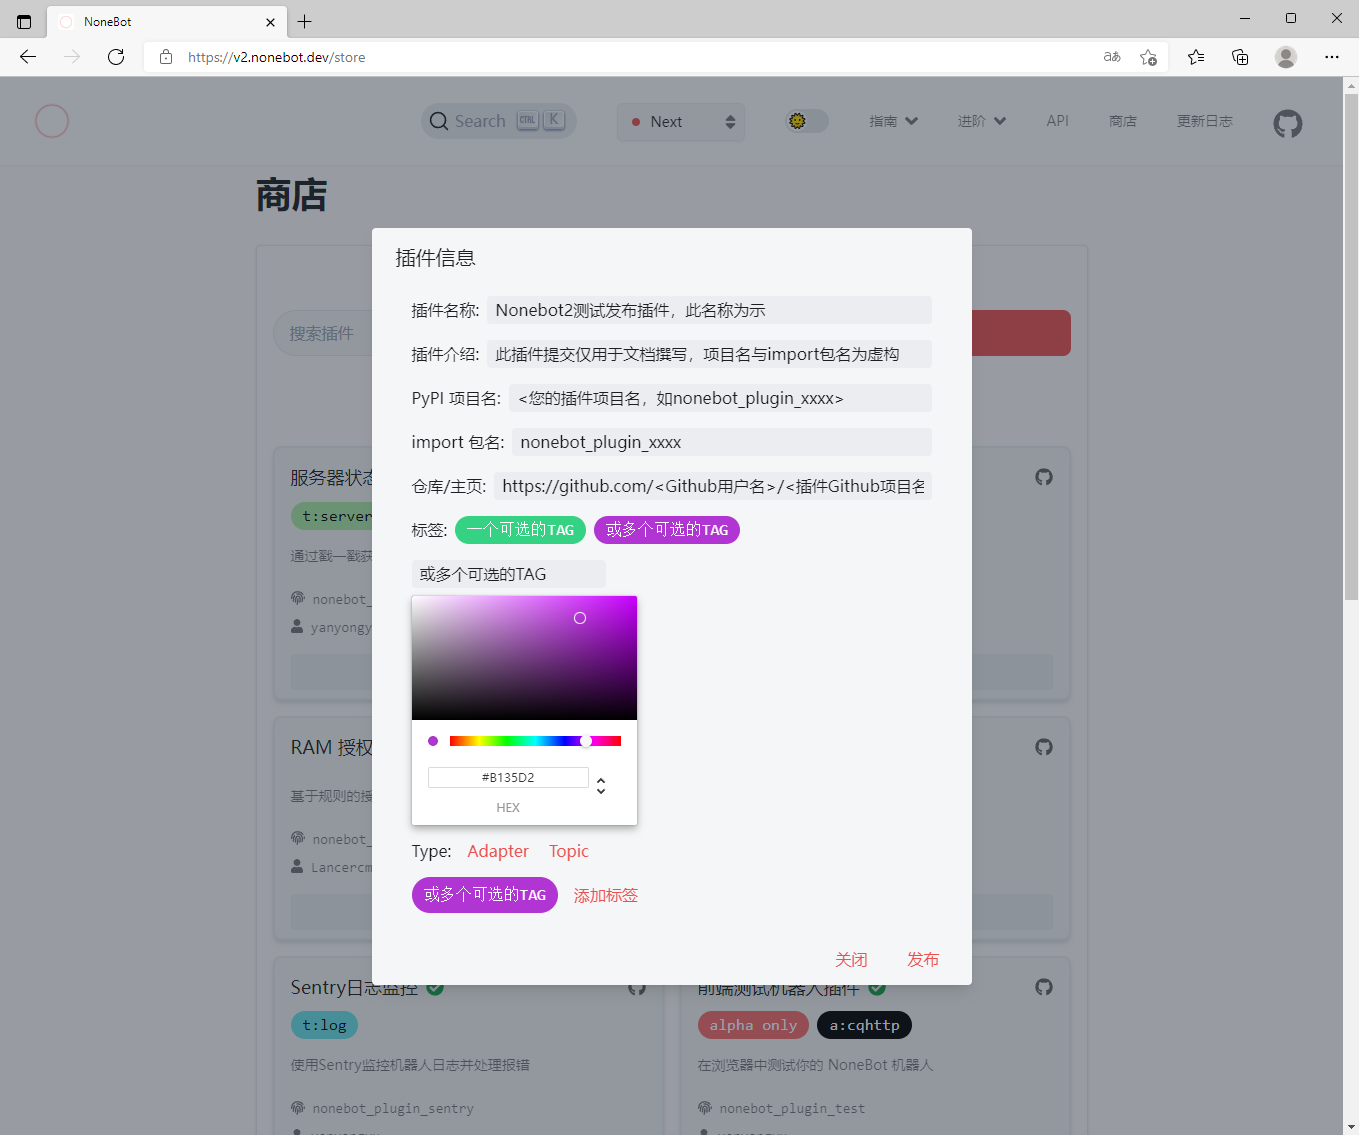 NoneBot
https://v2.nonebot.dev/store
aあ
Search CTRL K
Next
指南
进阶
API
商店
更新日志
商店
搜索插件
插件信息
插件名称: Nonebot2测试发布插件，此名称为示
插件介绍: 此插件提交仅用于文档撰写，项目名与import包名为虚构
PyPI 项目名: <您的插件项目名，如nonebot_plugin_xxxx>
import 包名: nonebot_plugin_xxxx
仓库/主页: https://github.com/<Github用户名>/<插件Github项目名
标签: 一个可选的TAG 或多个可选的TAG
或多个可选的TAG
#B135D2
HEX
Type: Adapter Topic
或多个可选的TAG 添加标签
关闭 发布
服务器状态
t:server
通过戳一戳获
nonebot_
yanyongy
RAM 授权
基于规则的授
nonebot_
Lancercm
Sentry日志监控
t:log
使用Sentry监控机器人日志并处理报错
nonebot_plugin_sentry
前端测试机器人插件
alpha only a:cqhttp
在浏览器中测试你的 NoneBot 机器人
nonebot_plugin_test